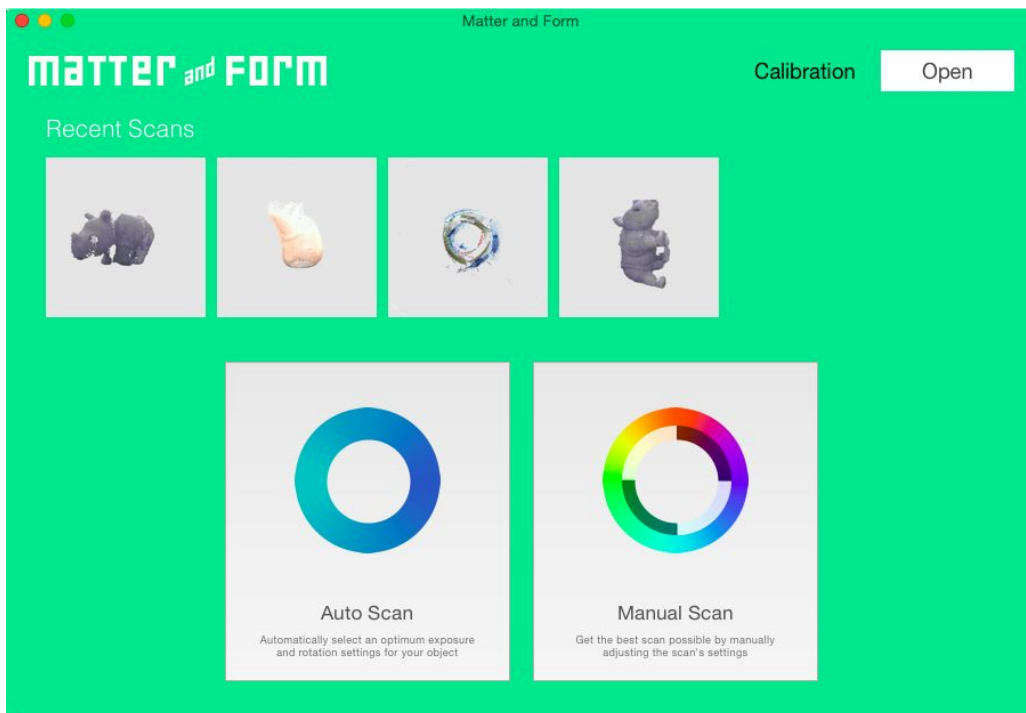 Matter and Form
matter and form
Calibration
Open
Recent Scans
Auto Scan
Automatically select an optimum exposure
and rotation settings for your object
Manual Scan
Get the best scan possible by manually
adjusting the scan's settings